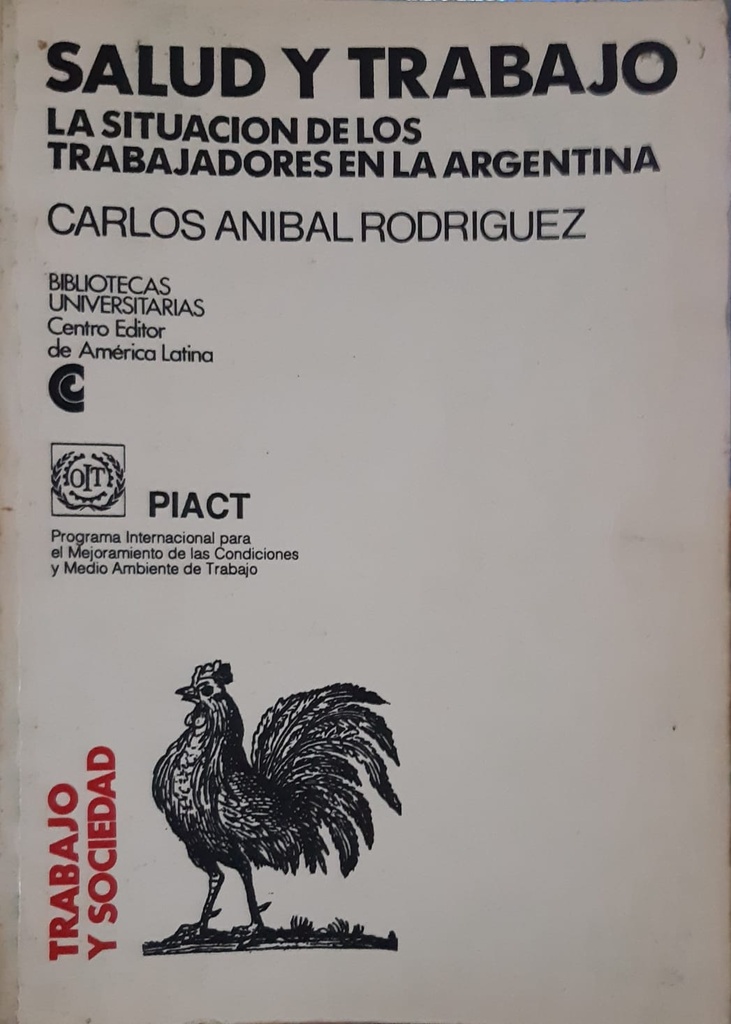 SALUD Y TRABAJO
LA SITUACION DE LOS
TRABAJADORES EN LA ARGENTINA
CARLOS ANIBAL RODRIGUEZ
BIBLIOTECAS
UNIVERSITARIAS
Centro Editor
de América Latina
OIT
PIACT
Programa Internacional para
el Mejoramiento de las Condiciones
y Medio Ambiente de Trabajo
TRABAJO
Y SOCIEDAD